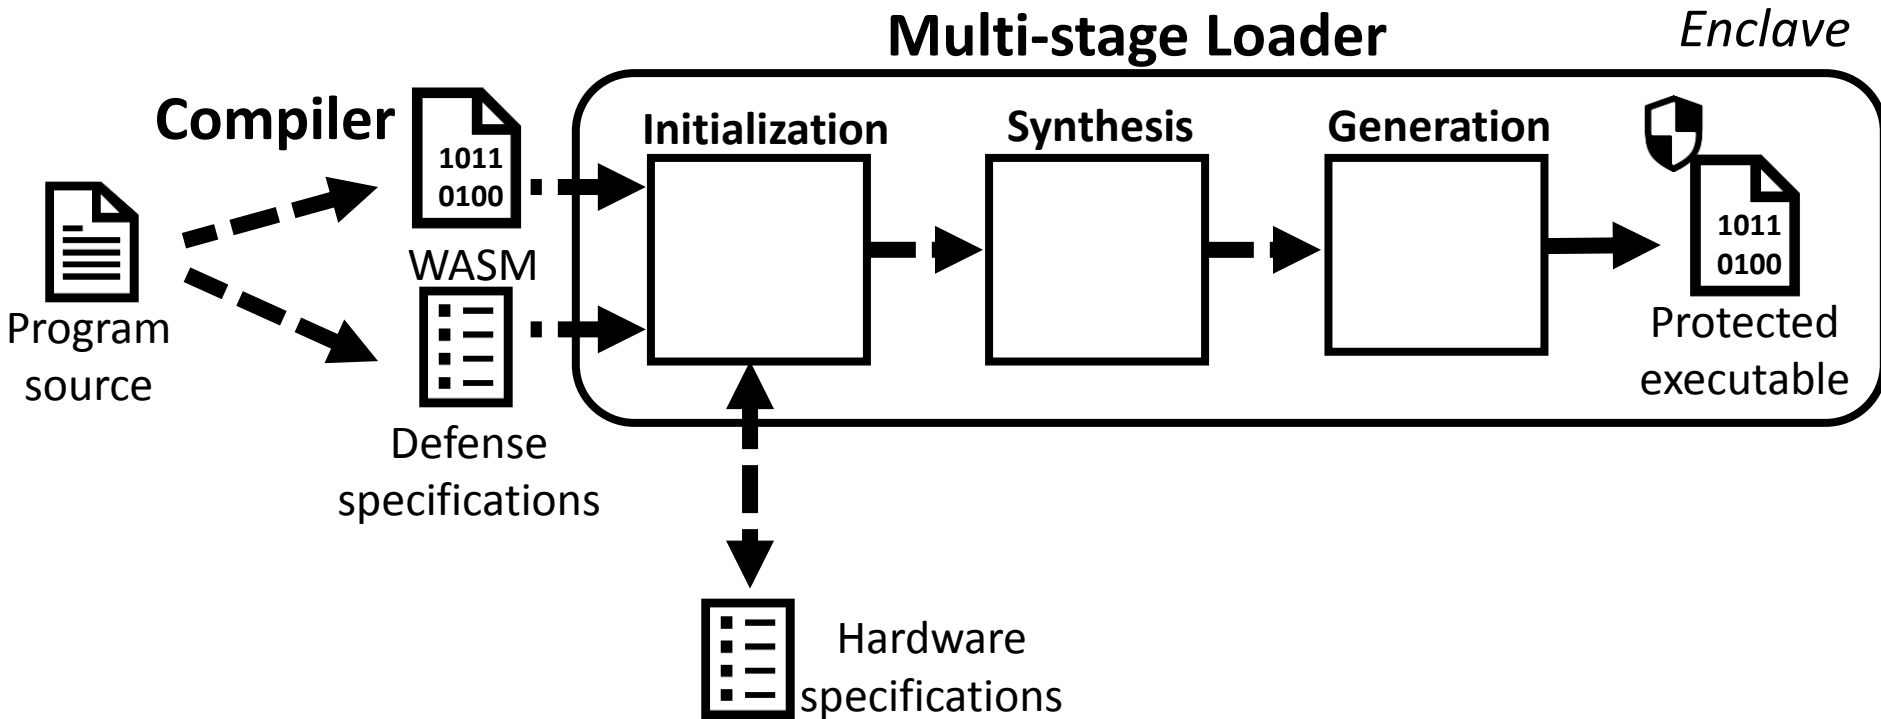 Multi-stage Loader
Enclave
Compiler
1011
0100
WASM
Initialization
Synthesis
Generation
1011
0100
Program
source
Protected
executable
Defense
specifications
Hardware
specifications